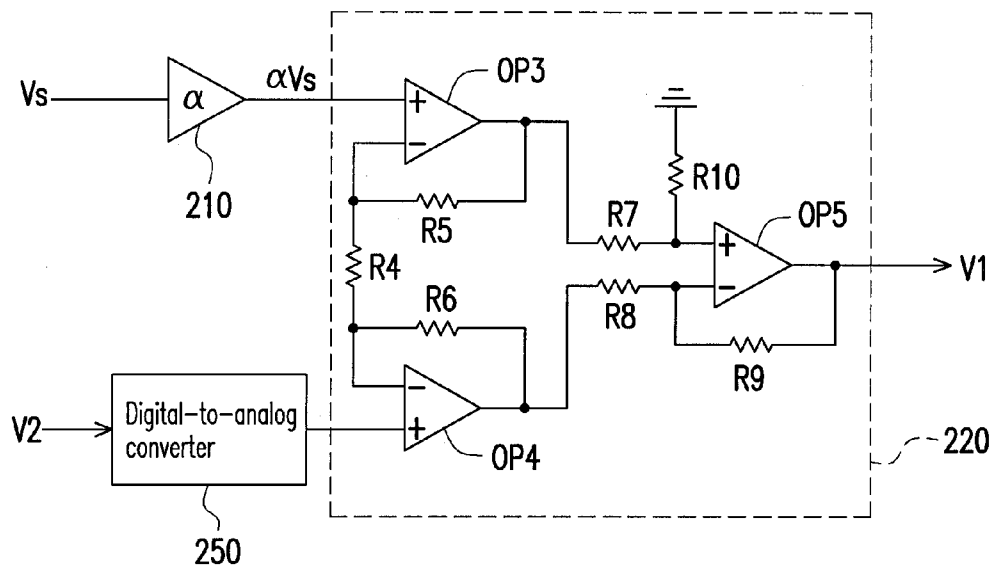 Vs
α
αVs
OP3
210
R5
R4
R6
R7
R10
OP5
V1
R8
R9
V2
Digital-to-analog
converter
OP4
220
250